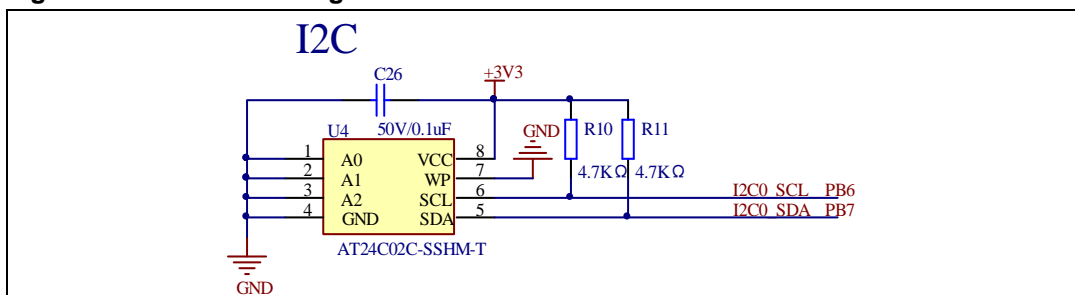 I2C
C26
+3V3
U4
50V/0.1uF
GND
R10
R11
1
A0
VCC
8
2
A1
WP
7
4.7KΩ
4.7KΩ
3
A2
SCL
6
I2C0_SCL PB6
4
GND
SDA
5
I2C0_SDA PB7
AT24C02C-SSHM-T
GND